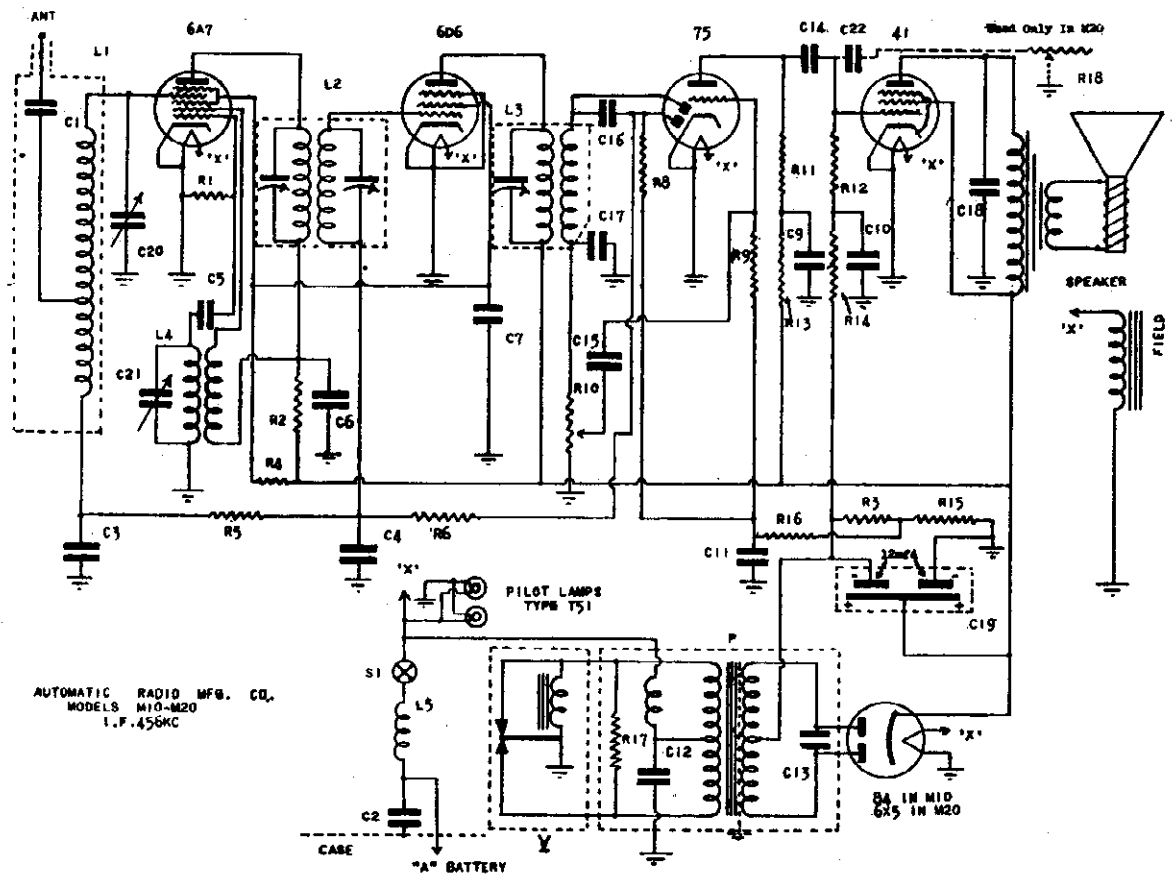 ANT
6A7
6D6
75
C14
C22
41
Used Only In M20
L1
L2
L3
R18
C1
'X'
'X'
'X'
'X'
C16
R1
R8
R11
R12
C20
C17
C18
C5
R9
C9
C10
SPEAKER
L4
C7
C15
R13
R14
'X'
FIELD
C21
R10
R2
C6
R4
C3
R5
C4
R6
R3
R15
R16
C11
12mfd
'X'
PILOT LAMPS
TYPE T51
+
+
C19
P
S1
AUTOMATIC RADIO MFG. CO.
MODELS M10-M20
I.F. 456KC
L5
R17
C12
C13
'X'
C2
84 IN M10
6X5 IN M20
CASE
V
"A" BATTERY